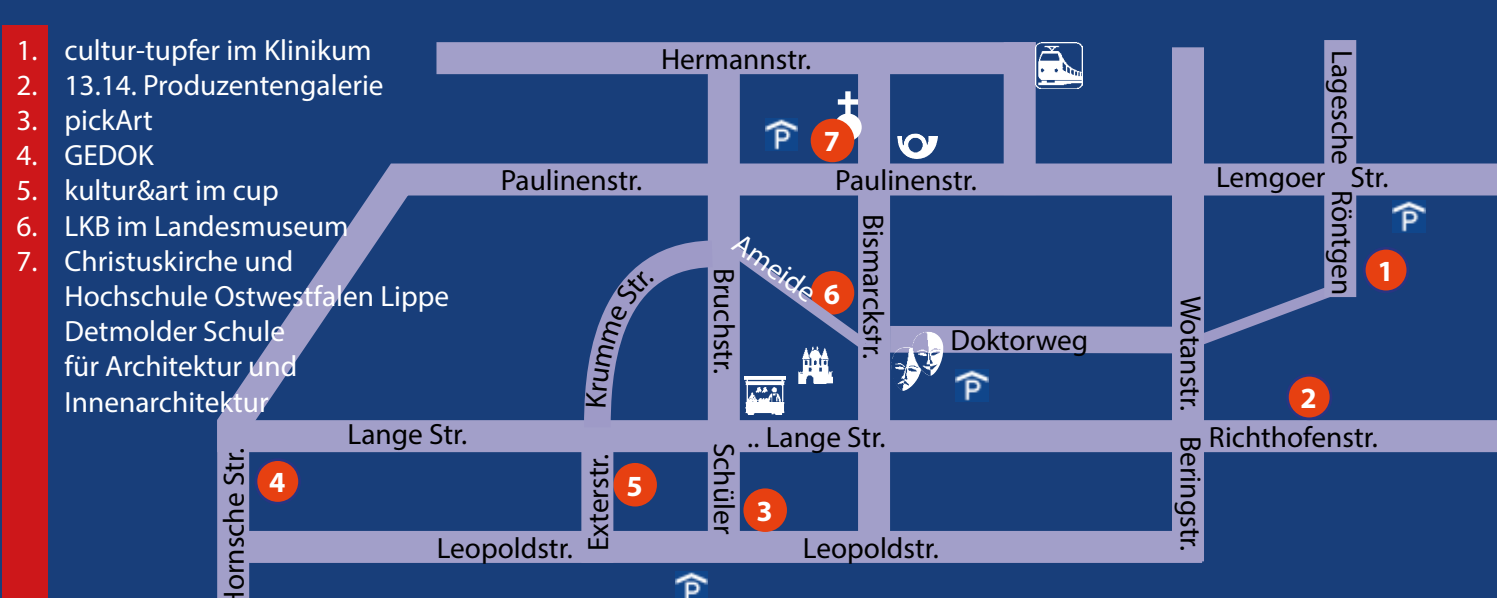 1. cultur-tupfer im Klinikum
2. 13.14. Produzentengalerie
3. pickArt
4. GEDOK
5. kultur&art im cup
6. LKB im Landesmuseum
7. Christuskirche und
Hochschule Ostwestfalen Lippe
Detmolder Schule
für Architektur und
Innenarchitektur
Hermannstr.
Lagesche
P
7
Paulinenstr.
Paulinenstr.
Lemgoer Str.
Röntgen
P
Bismarckstr.
Ameide
6
1
Krumme Str.
Bruchstr.
Wotanstr.
Doktorweg
P
2
Lange Str.
.. Lange Str.
Richthofenstr.
Hornsche Str.
4
Exterstr.
5
Schüler
3
Beringstr.
Leopoldstr.
Leopoldstr.
P